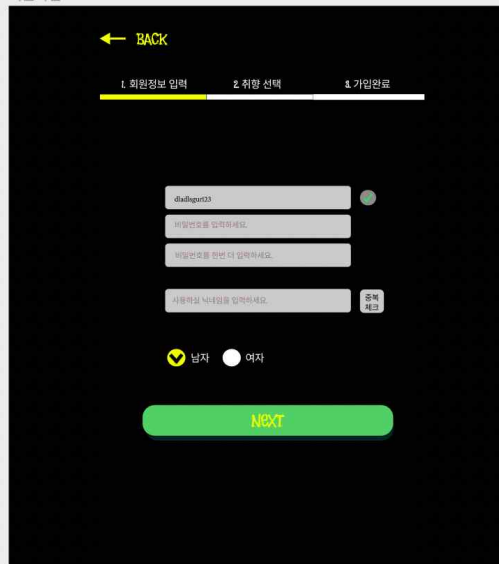 BACK
1. 회원정보 입력
2. 취향 선택
3. 가입완료
dladlsgurt23
비밀번호를 입력하세요.
비밀번호를 한번 더 입력하세요.
사용하실 닉네임을 입력하세요.
중복
체크
남자
여자
NEXT